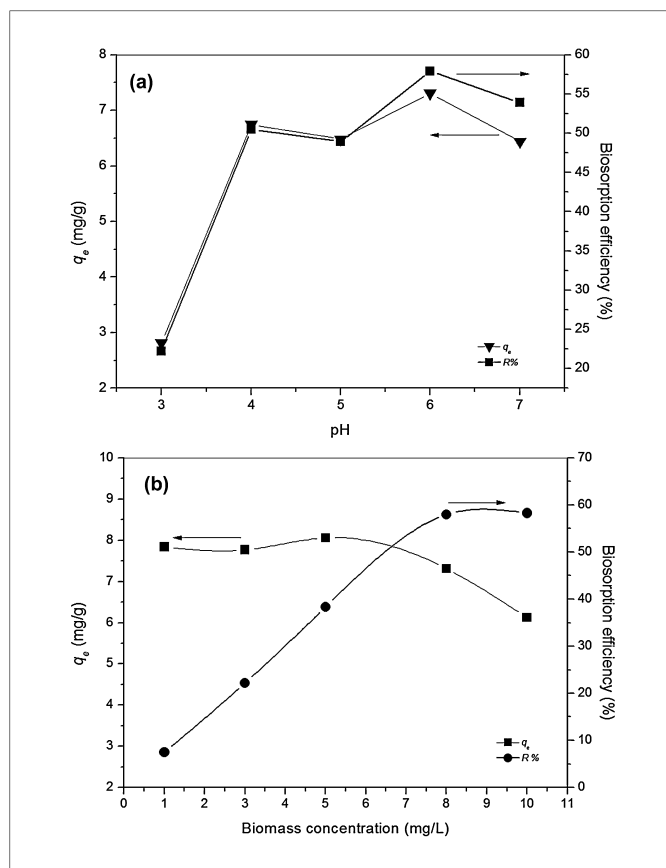 (a)
8
7
6
5
4
3
2
q_e (mg/g)
60
55
50
45
40
35
30
25
20
Biosorption efficiency (%)
q_e
R%
3 4 5 6 7
pH
(b)
10
9
8
7
6
5
4
3
2
q_e (mg/g)
70
60
50
40
30
20
10
0
Biosorption efficiency (%)
q_e
R%
0 1 2 3 4 5 6 7 8 9 10 11
Biomass concentration (mg/L)